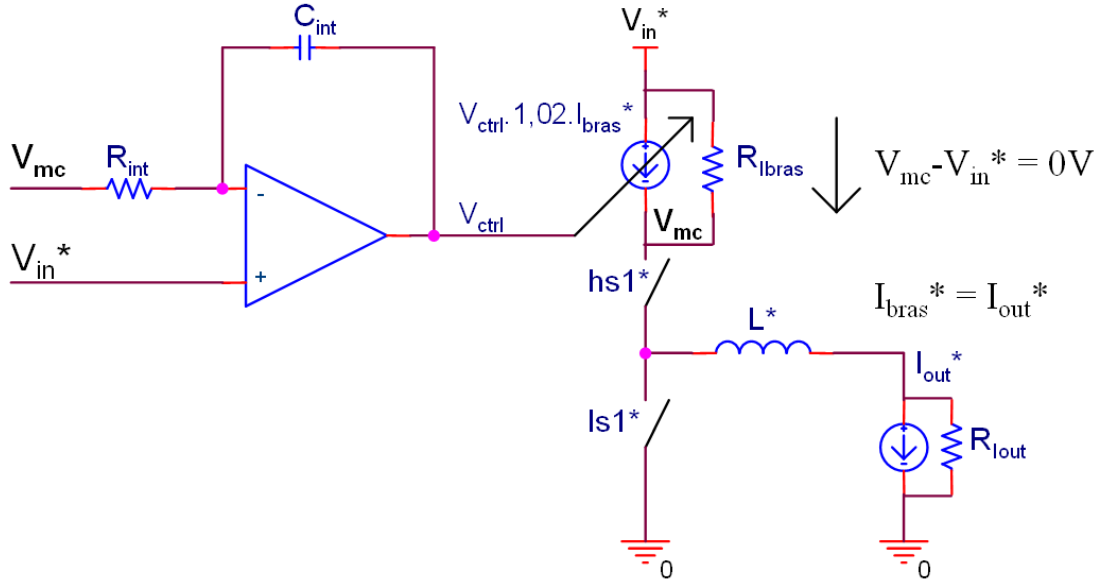 C_int
V_in*
V_ctrl.1,02.I_bras*
V_mc
R_int
R_Ibras
V_mc-V_in* = 0V
-
V_ctrl
V_mc
V_in*
+
hs1*
I_bras* = I_out*
L*
I_out*
ls1*
R_Iout
0
0